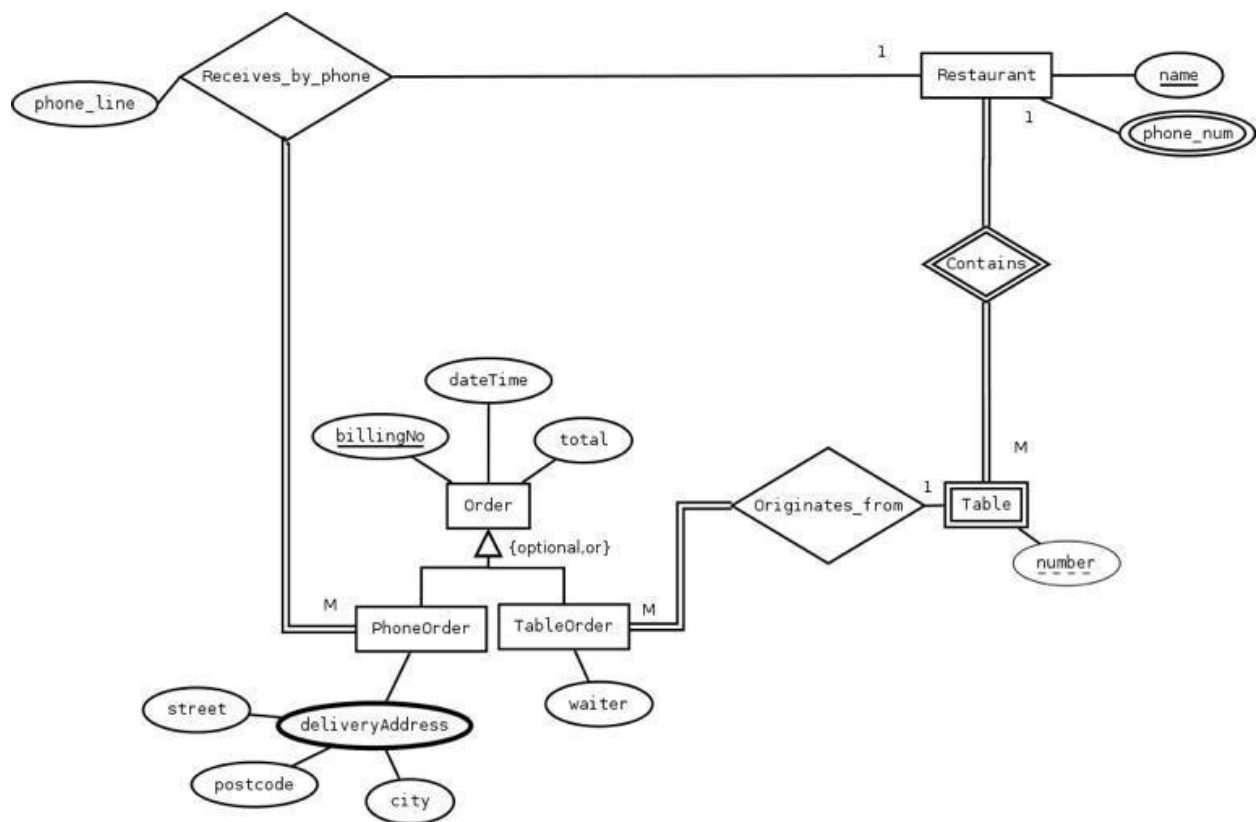 1
Receives_by_phone
Restaurant
name
phone_line
1
phone_num
Contains
dateTime
billingNo
total
M
1
Order
Originates_from
Table
{optional,or}
number
M
M
PhoneOrder
TableOrder
street
deliveryAddress
waiter
postcode
city